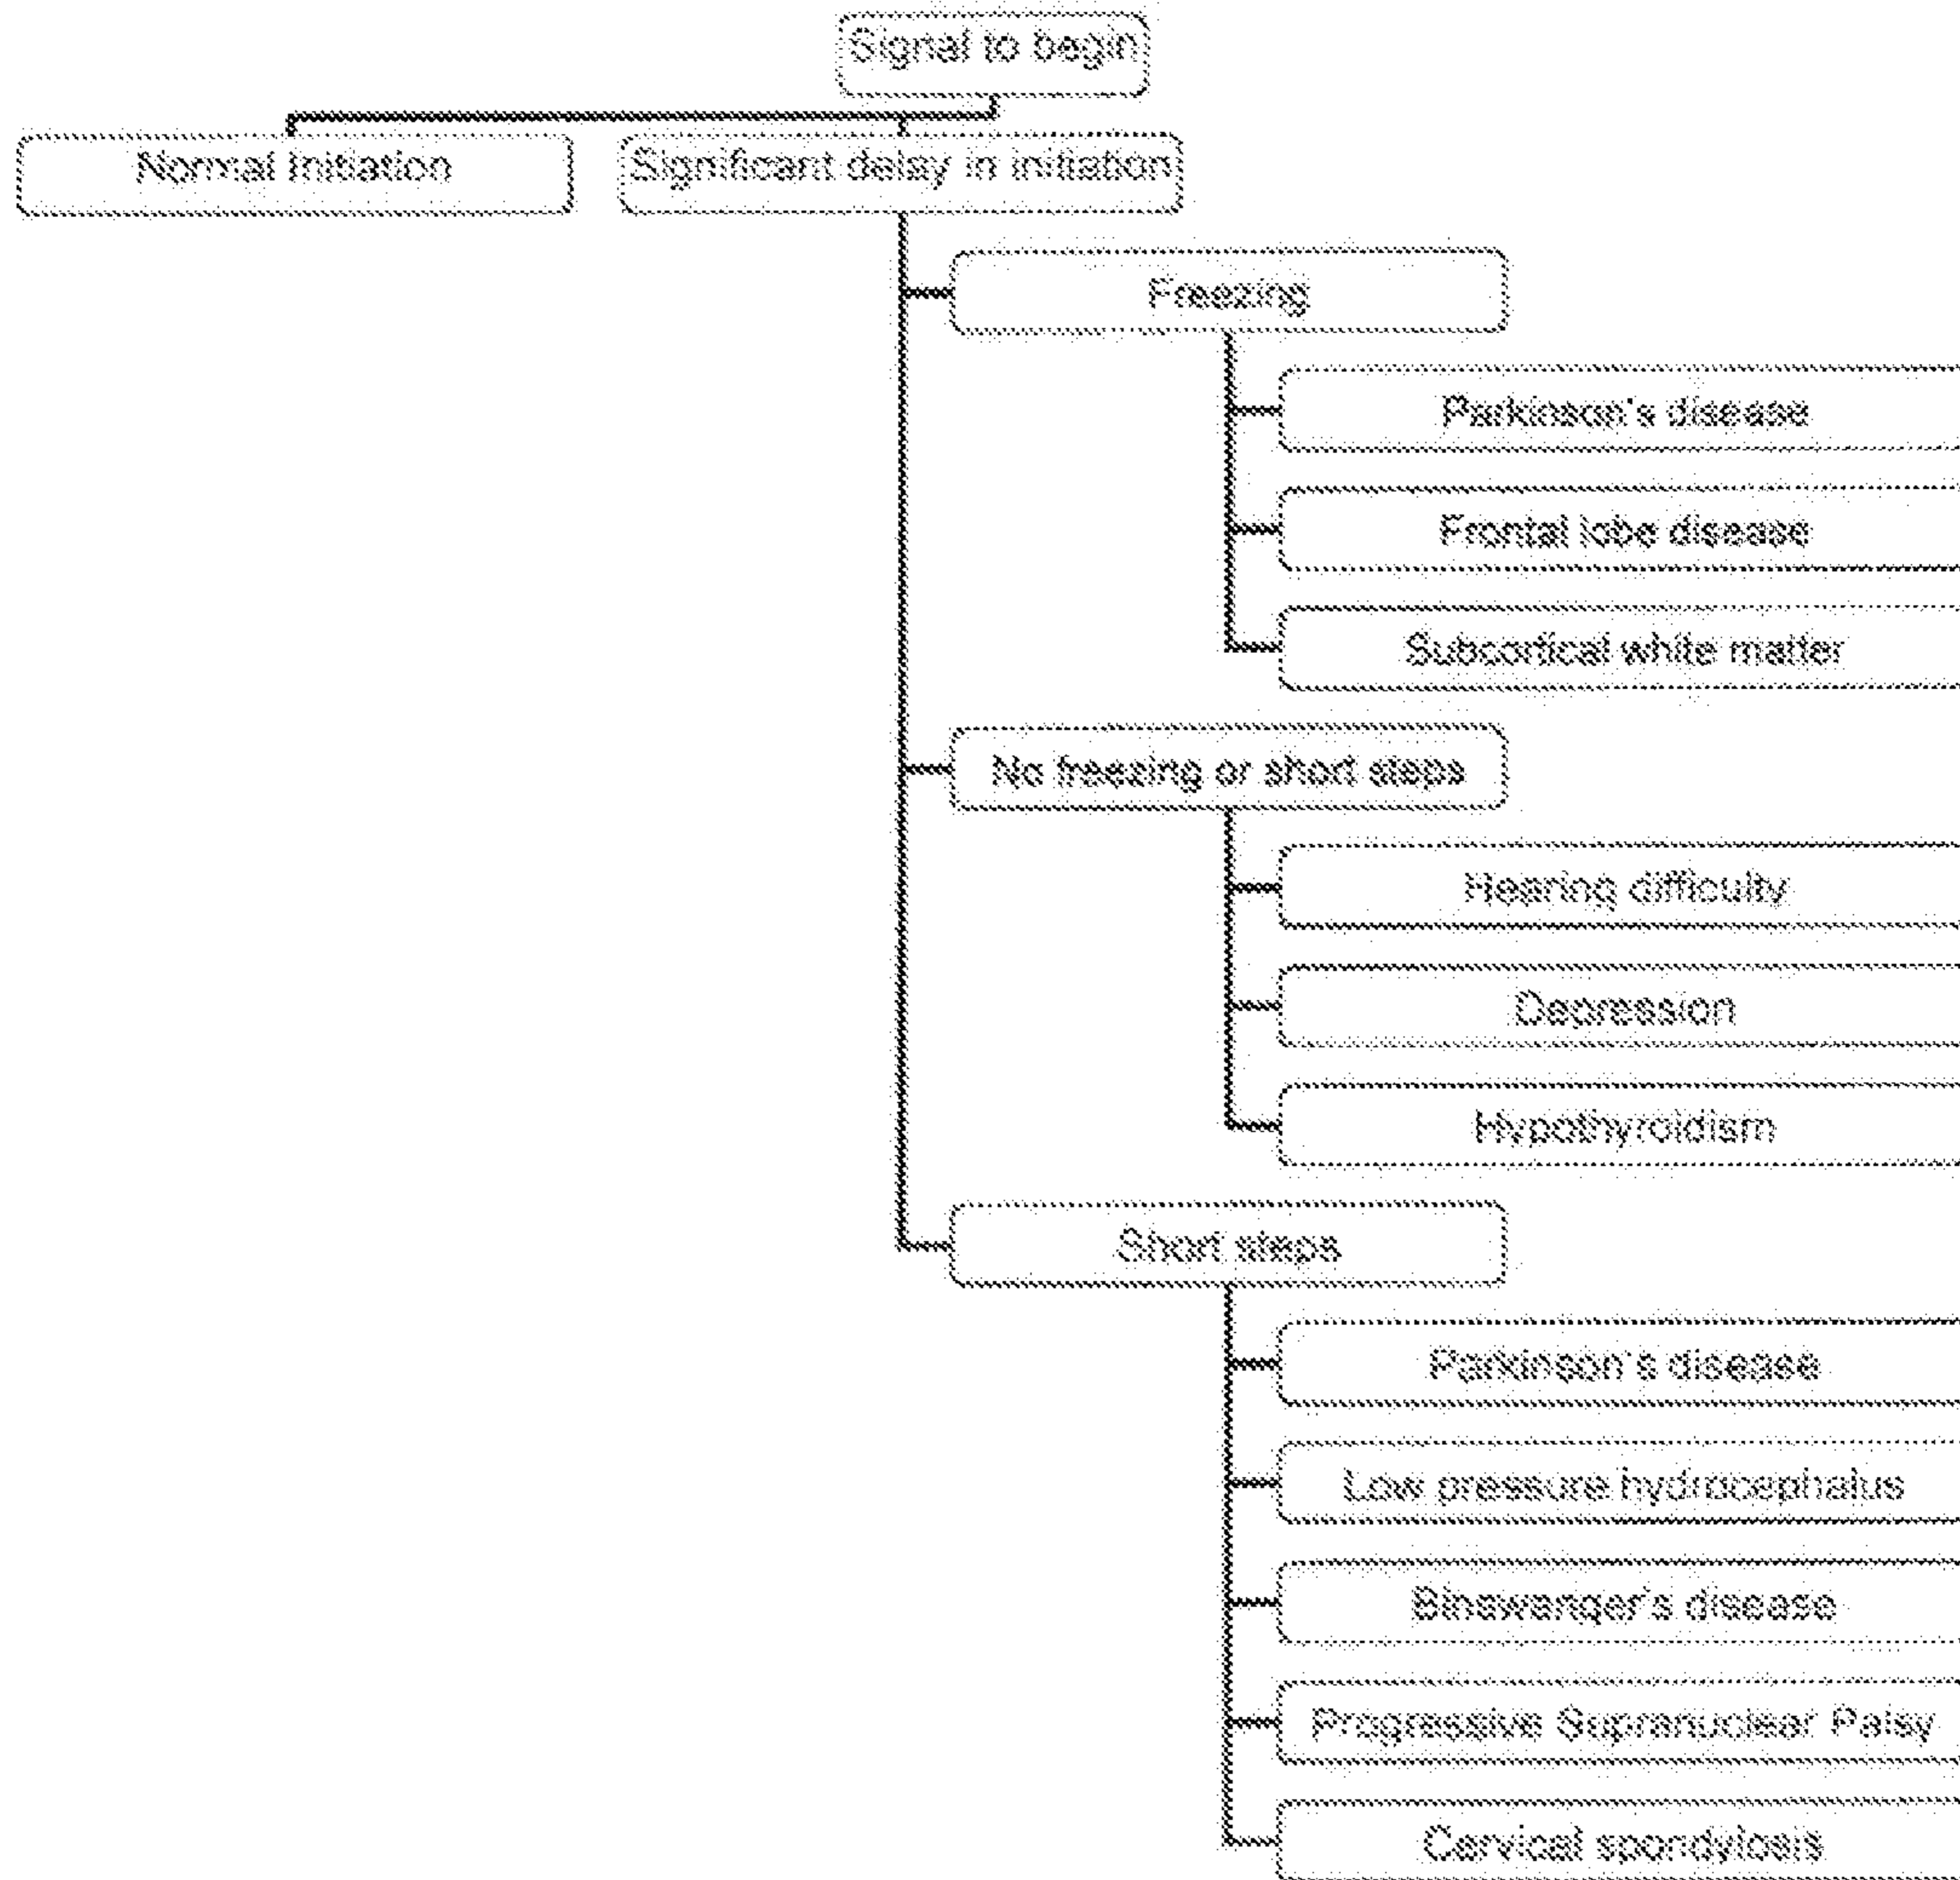 Signal to begin
Normal Initiation
Significant delay in initiation
Freezing
Parkinson's disease
Frontal lobe disease
Subcortical white matter
No freezing or short steps
Hearing difficulty
Depression
Hypothyroidism
Short steps
Parkinson's disease
Low pressure hydrocephalus
Binswanger's disease
Progressive Supranuclear Palsy
Cervical spondylosis